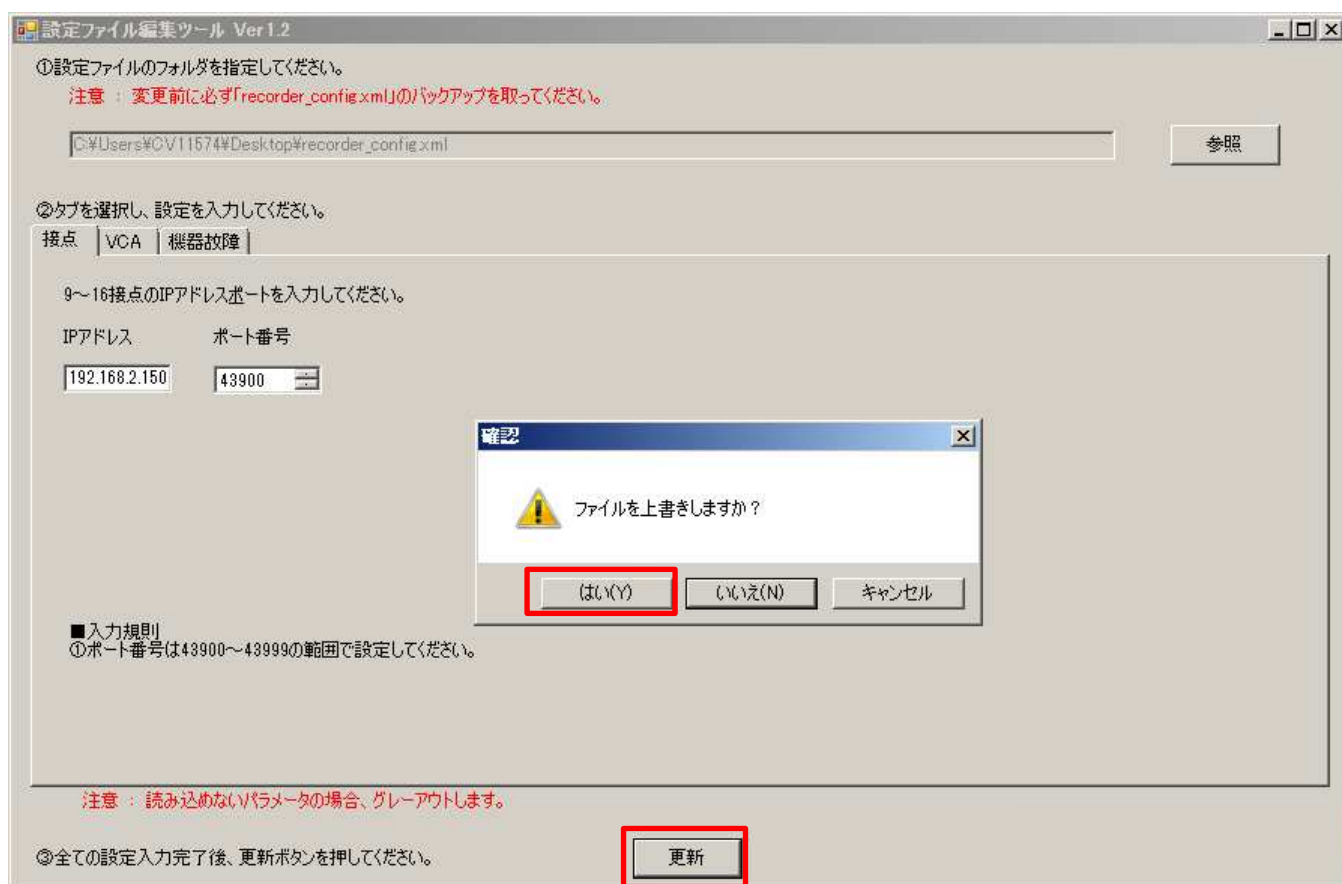 設定ファイル編集ツール Ver1.2
①設定ファイルのフォルダを指定してください。
注意 : 変更前に必ず「recorder_config.xml」のバックアップを取ってください。
C:¥Users¥CV11574¥Desktop¥recorder_config.xml
参照
②タブを選択し、設定を入力してください。
接点 VCA 機器故障
9～16接点のIPアドレスポートを入力してください。
IPアドレス ポート番号
192.168.2.150 43900
確認
ファイルを上書きしますか？
はい(Y) いいえ(N) キャンセル
■入力規則
①ポート番号は43900～43999の範囲で設定してください。
注意 : 読み込めないパラメータの場合、グレーアウトします。
③全ての設定入力完了後、更新ボタンを押してください。
更新